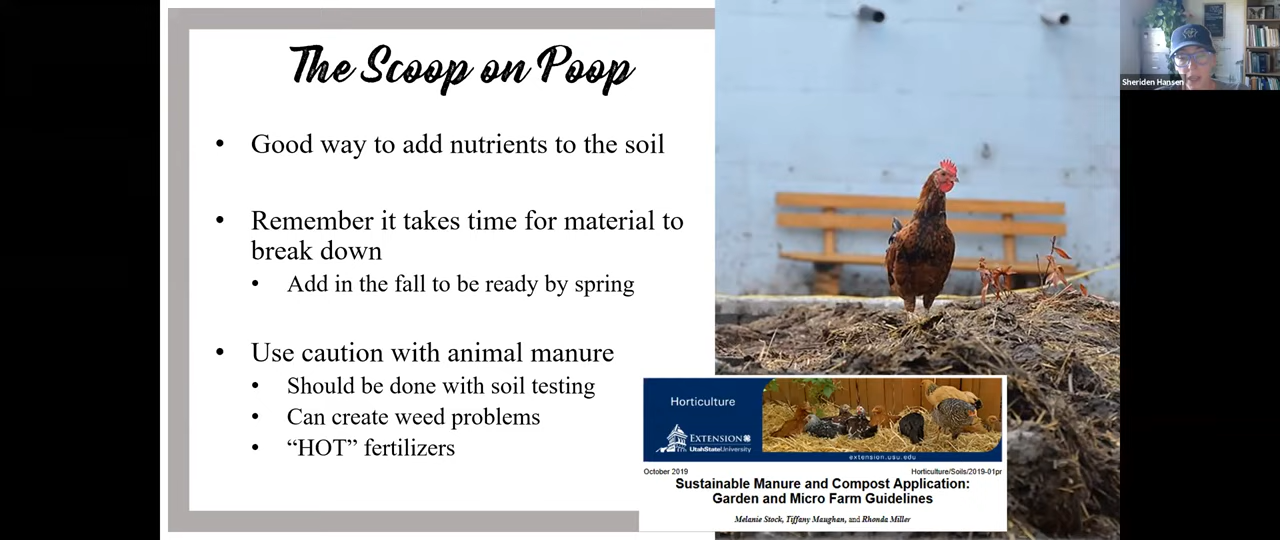 The Scoop on Poop
• Good way to add nutrients to the soil
• Remember it takes time for material to
break down
• Add in the fall to be ready by spring
• Use caution with animal manure
• Should be done with soil testing
• Can create weed problems
• “HOT” fertilizers
Horticulture
EXTENSION
UtahStateUniversity
extension.usu.edu
October 2019
Horticulture/Soils/2019-01pr
Sustainable Manure and Compost Application:
Garden and Micro Farm Guidelines
Melanie Stock, Tiffany Maughan, and Rhonda Miller
Sheriden Hansen